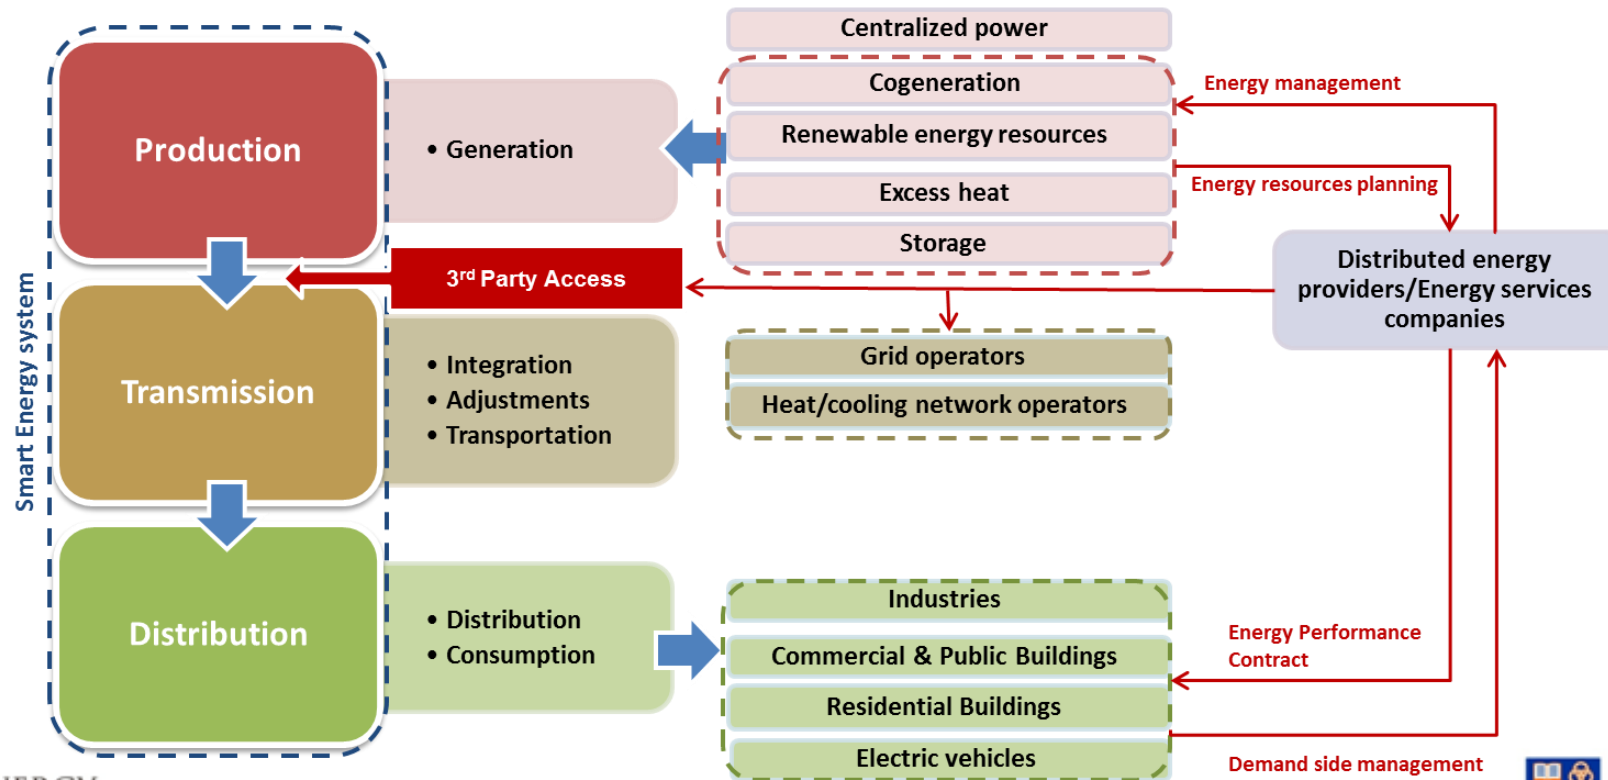 Smart Energy system
Production
• Generation
Centralized power
Cogeneration
Renewable energy resources
Excess heat
Storage
Energy management
Energy resources planning
3rd Party Access
Distributed energy
providers/Energy services
companies
Transmission
• Integration
• Adjustments
• Transportation
Grid operators
Heat/cooling network operators
Distribution
• Distribution
• Consumption
Industries
Commercial & Public Buildings
Residential Buildings
Electric vehicles
Energy Performance
Contract
Demand side management